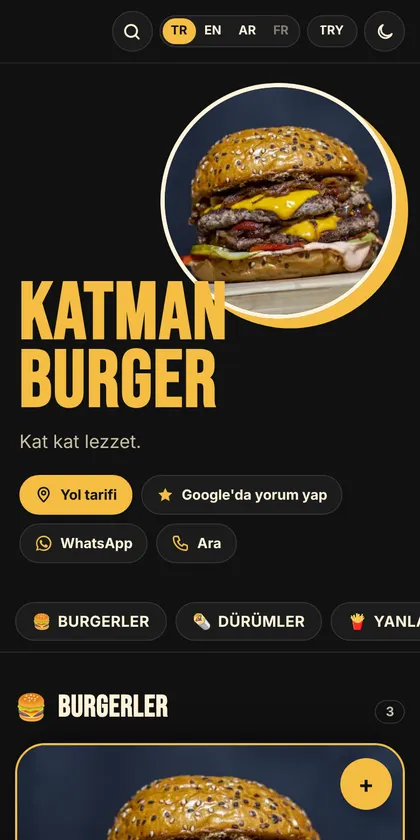 TR EN AR FR TRY
KATMAN
BURGER
Kat kat lezzet.
Yol tarifi Google'da yorum yap
WhatsApp Ara
BURGERLER DÜRÜMLER YANLA
BURGERLER 3
+